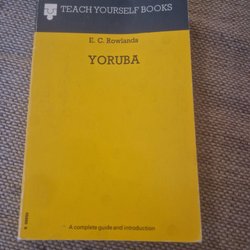 TEACH YOURSELF BOOKS
E. C. Rowlands
YORUBA
A complete guide and introduction